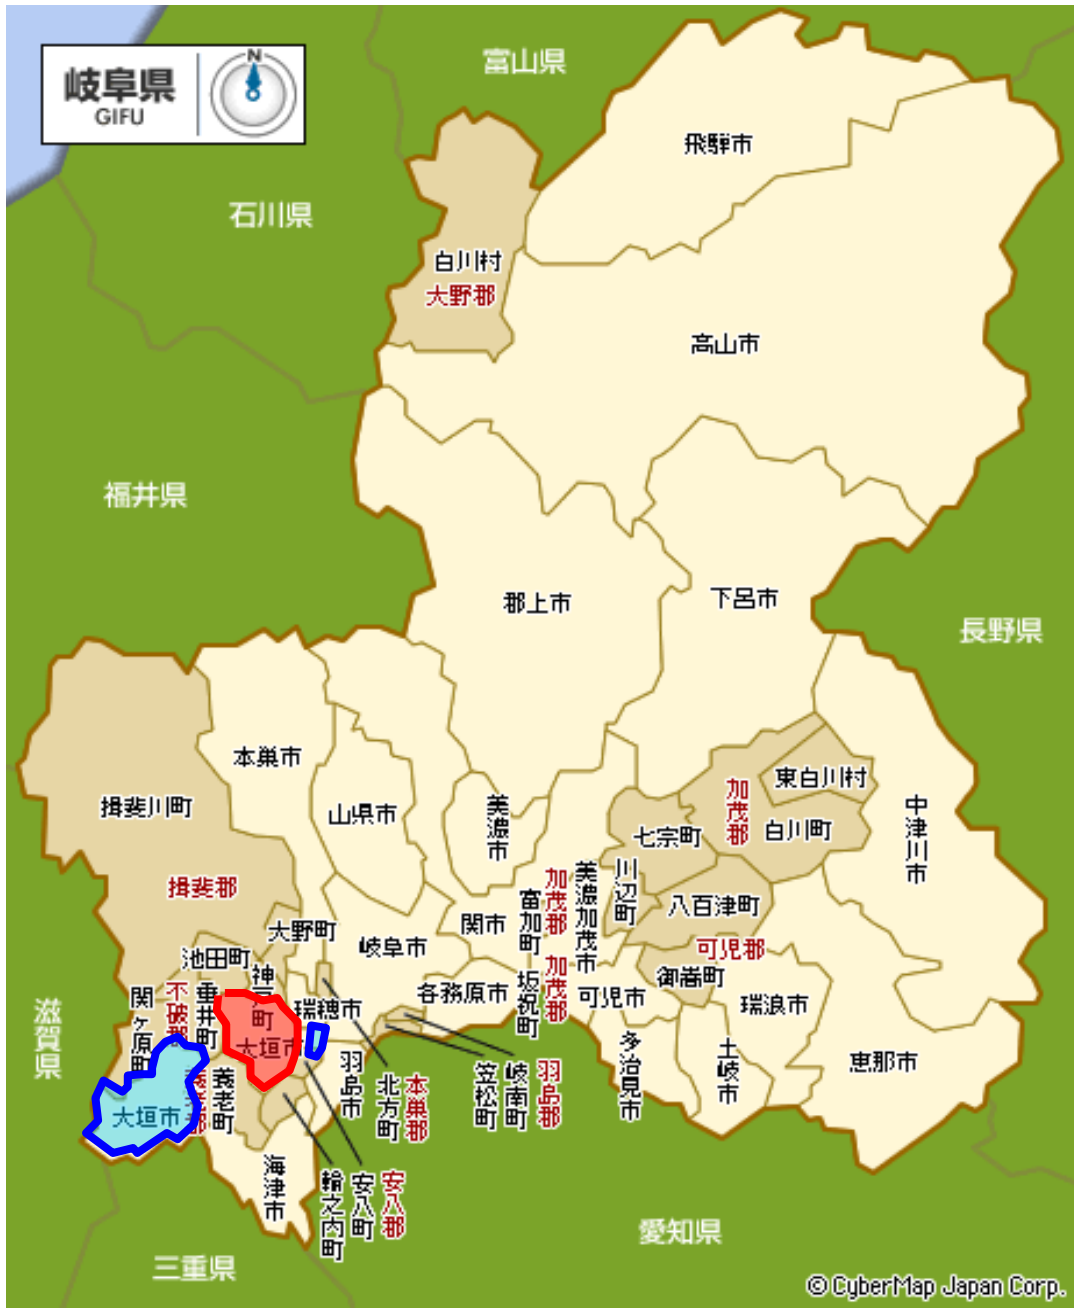 岐阜県
GIFU
N
富山県
石川県
福井県
長野県
滋賀県
三重県
愛知県
飛騨市
白川村
大野郡
高山市
郡上市
下呂市
本巣市
揖斐川町
揖斐郡
山県市
美濃市
七宗町
加茂郡
東白川村
白川町
中津川市
大野町
岐阜市
関市
富加町
加茂郡
美濃加茂市
川辺町
八百津町
可児郡
御嵩町
池田町
神戸町
関ヶ原町
不破郡
垂井町
瑞穂市
各務原市
坂祝町
加茂郡
可児市
瑞浪市
多治見市
土岐市
恵那市
大垣市
大垣市
養老郡
養老町
羽島市
北方町
本巣郡
笠松町
岐南町
羽島郡
海津市
輪之内町
安八町
安八郡
© CyberMap Japan Corp.